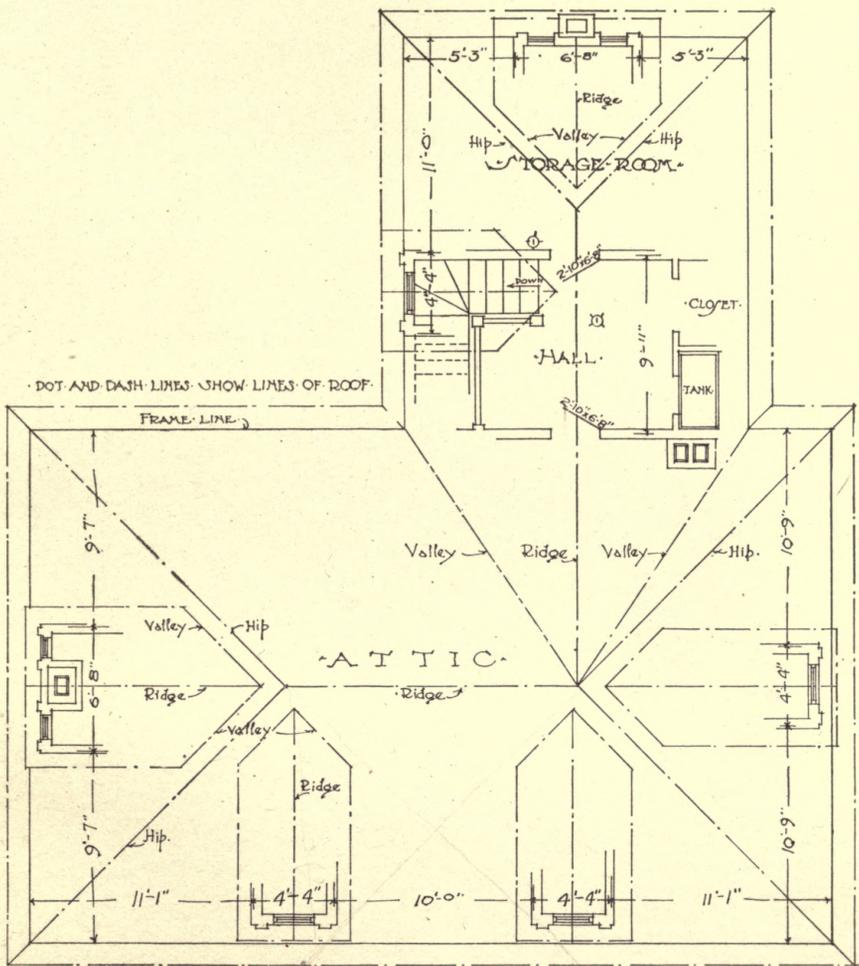 5'-3" 6'-8" 5'-3"
Ridge
Hip Valley Hip
STORAGE·ROOM·
11'-0"
2'-10"x6'-8"
DOWN
4'-4"
·CLOSET·
·HALL·
9'-11"
TANK
2'-10"x6'-8"
·DOT·AND·DASH·LINES·SHOW·LINES·OF·ROOF·
FRAME·LINE
9'-7"
10'-9"
Valley Ridge Valley Hip.
Valley Hip
·ATTIC·
6'-8"
Ridge
Ridge
4'-4"
Valley
Ridge
9'-7"
Hip.
10'-9"
11'-1" 4'-4" 10'-0" 4'-4" 11'-1"